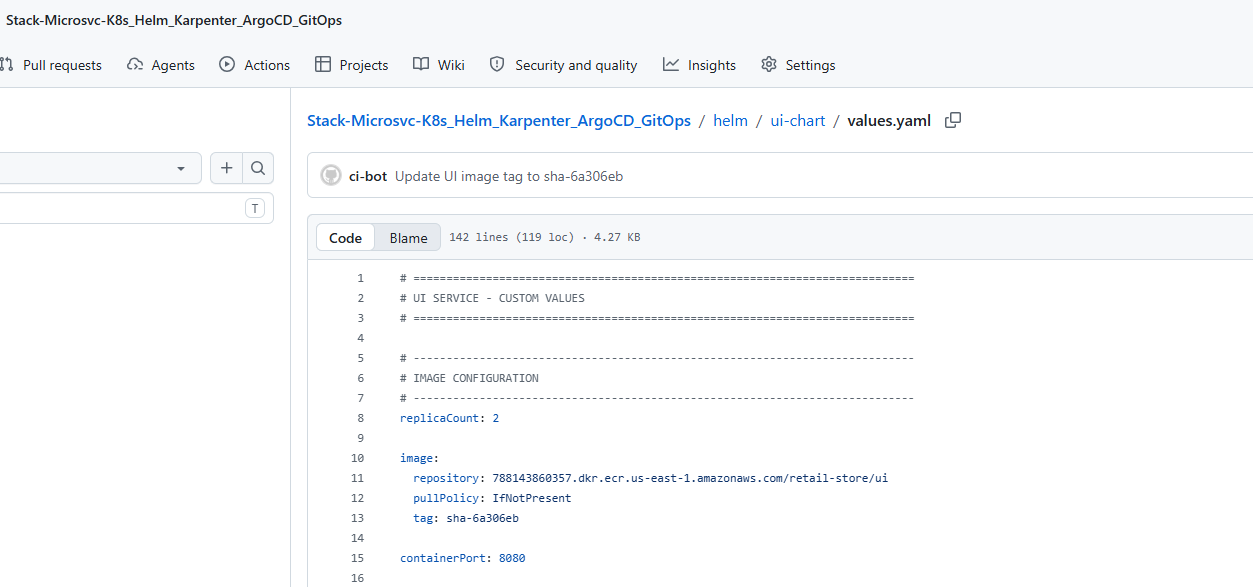 Stack-Microsvc-K8s_Helm_Karpenter_ArgoCD_GitOps
Pull requests Agents Actions Projects Wiki Security and quality Insights Settings
Stack-Microsvc-K8s_Helm_Karpenter_ArgoCD_GitOps / helm / ui-chart / values.yaml
ci-bot Update UI image tag to sha-6a306eb
T
Code Blame 142 lines (119 loc) · 4.27 KB
1 # ============================================================================
2 # UI SERVICE - CUSTOM VALUES
3 # ============================================================================
4
5 # ----------------------------------------------------------------------------
6 # IMAGE CONFIGURATION
7 # ----------------------------------------------------------------------------
8 replicaCount: 2
9
10 image:
11   repository: 788143860357.dkr.ecr.us-east-1.amazonaws.com/retail-store/ui
12   pullPolicy: IfNotPresent
13   tag: sha-6a306eb
14
15 containerPort: 8080
16